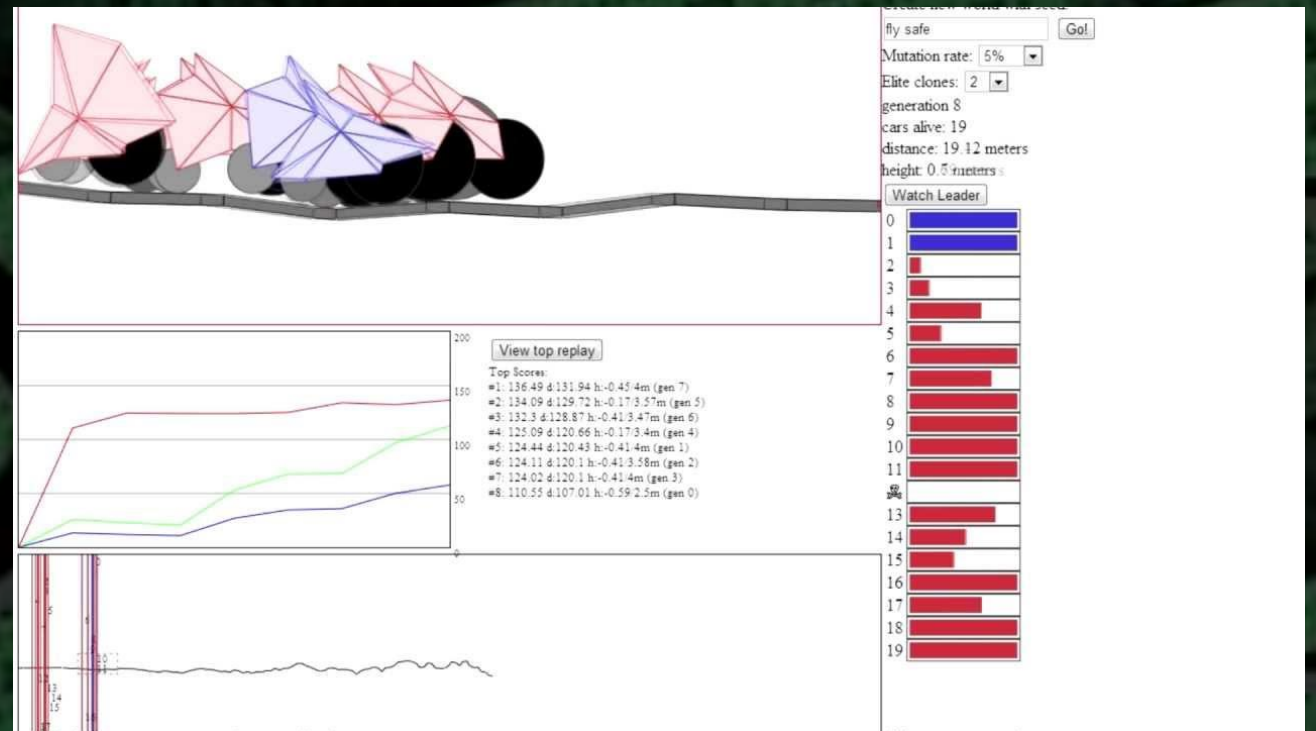 fly safe
Go!
Mutation rate: 5%
Elite clones: 2
generation 8
cars alive: 19
distance: 19.12 meters
height: meters
Watch Leader
0
1
2
3
4
5
6
7
8
9
10
11
13
14
15
16
17
18
19
200
150
100
50
0
View top replay
Top Scores:
#1: 136.49 d:131.94 h:-0.45/4m (gen 7)
#2: 134.09 d:129.72 h:-0.17/3.57m (gen 5)
#3: 132.3 d:128.87 h:-0.41/3.47m (gen 6)
#4: 125.09 d:120.66 h:-0.17/3.4m (gen 4)
#5: 124.44 d:120.43 h:-0.41/4m (gen 1)
#6: 124.11 d:120.1 h:-0.41/3.58m (gen 2)
#7: 124.02 d:120.1 h:-0.41/4m (gen 3)
#8: 110.55 d:107.01 h:-0.59/2.5m (gen 0)
5
6
13
14
15